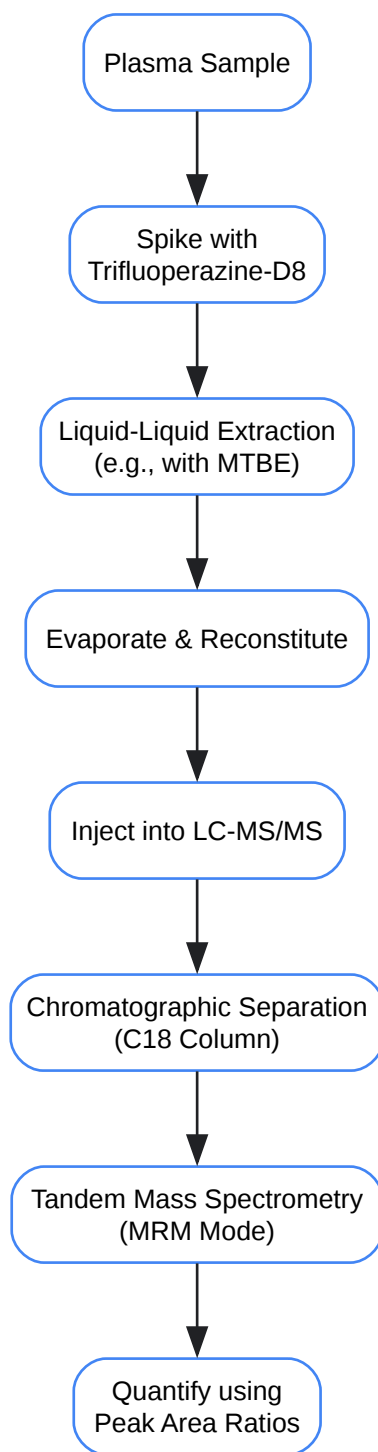 Plasma Sample
Spike with
Trifluoperazine-D8
Liquid-Liquid Extraction
(e.g., with MTBE)
Evaporate & Reconstitute
Inject into LC-MS/MS
Chromatographic Separation
(C18 Column)
Tandem Mass Spectrometry
(MRM Mode)
Quantify using
Peak Area Ratios